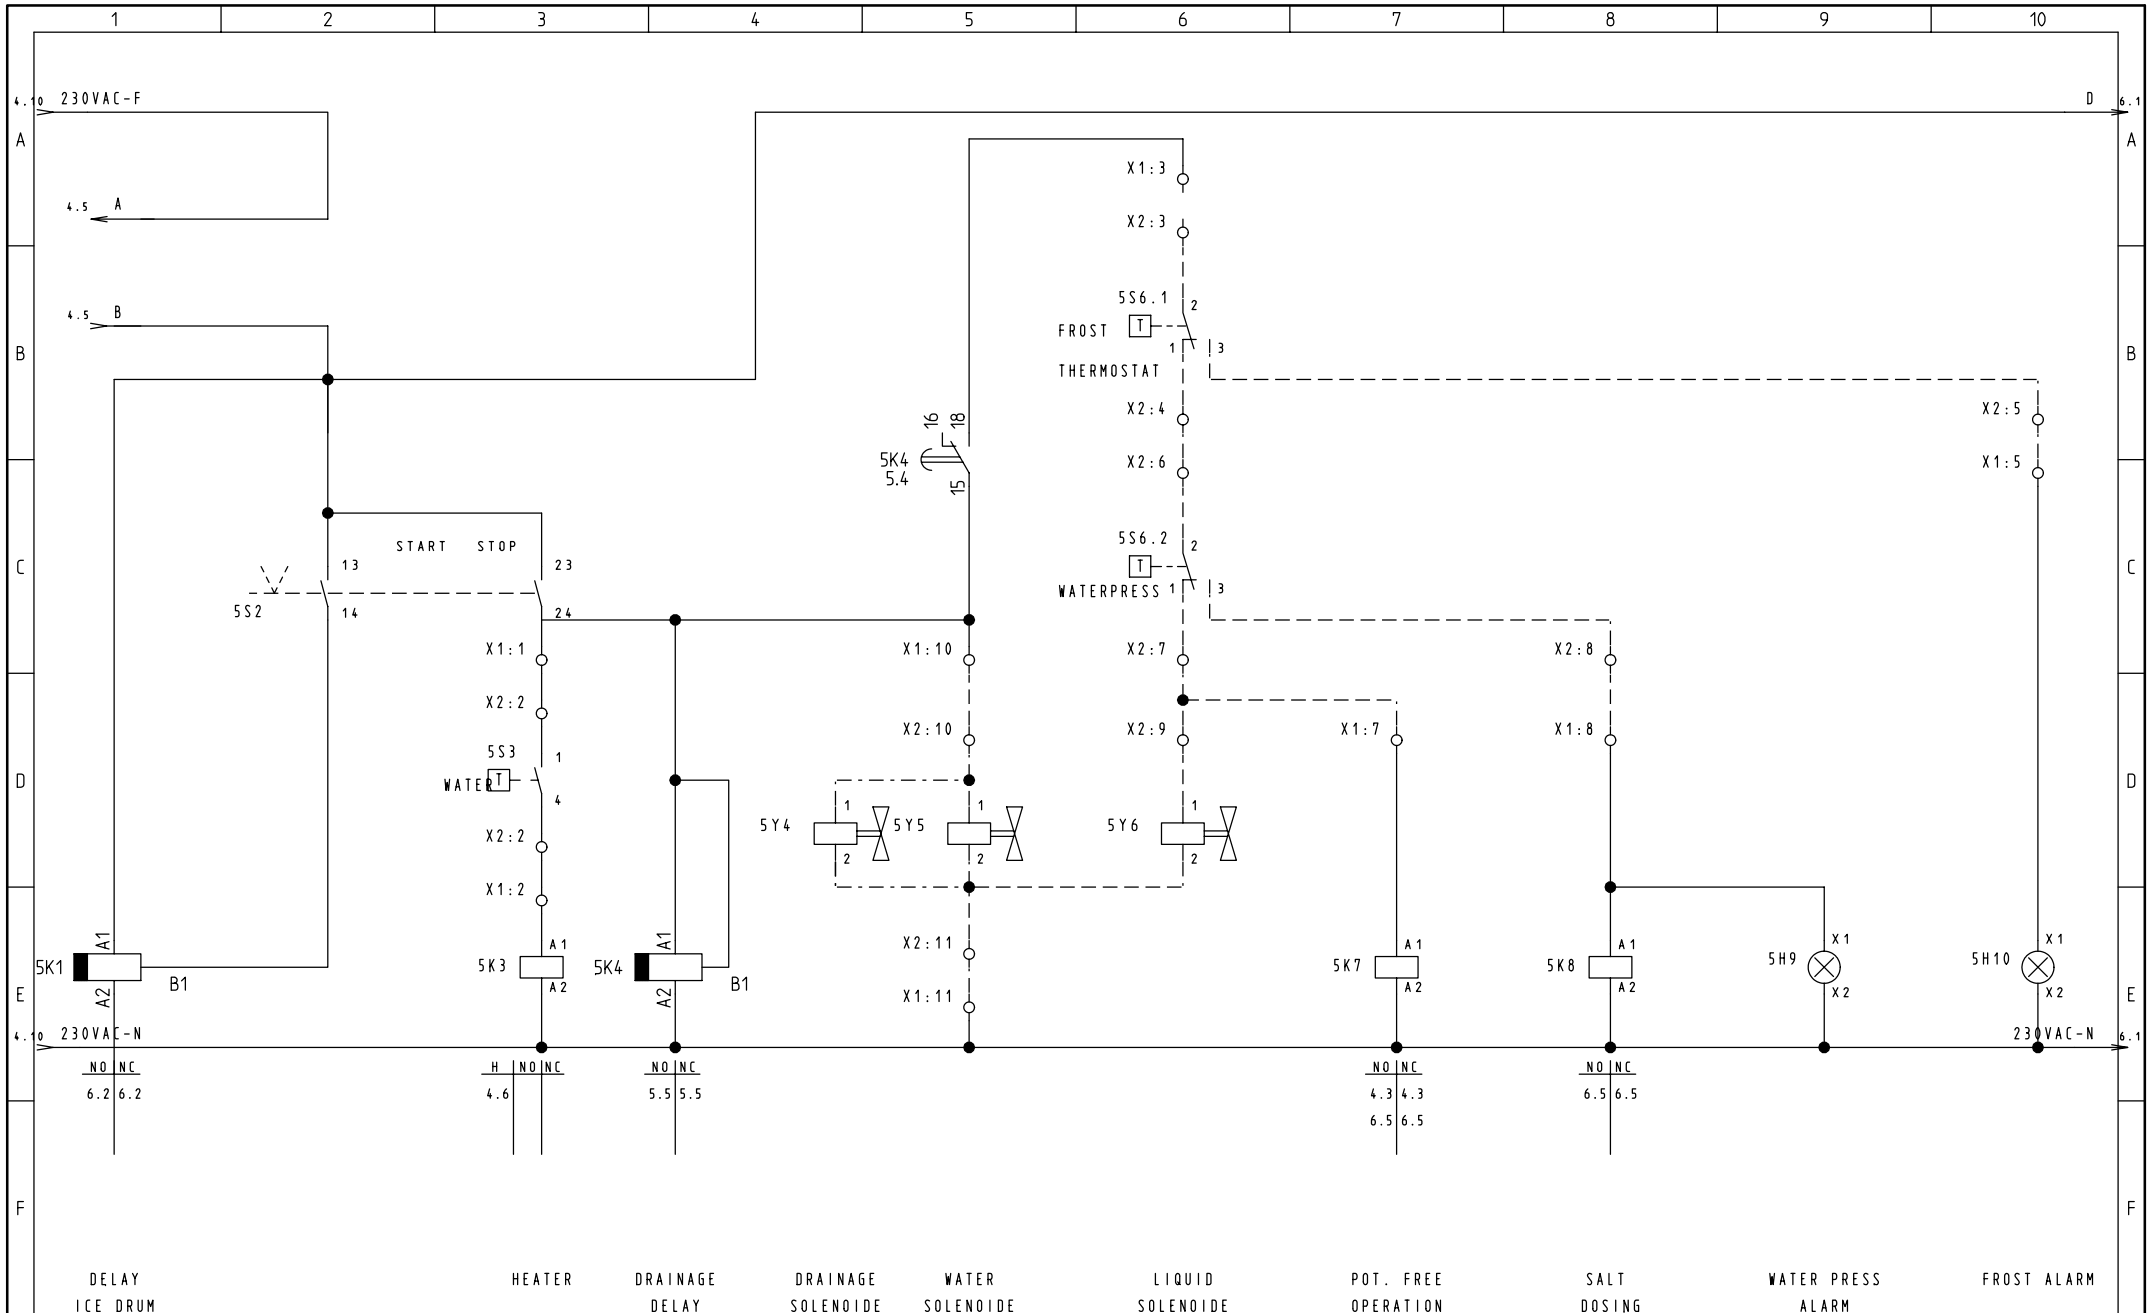 1 2 3 4 5 6 7 8 9 10
4.10 230VAC-F D 6.1
A A
X1:3
4.5 A
X2:3
5S6.1 2
4.5 B
FROST T
1 3
B B
THERMOSTAT
X2:4 X2:5
16 18
5K4 X2:6 X1:5
5.4 15
START STOP 5S6.2 2
13 23
C T C
WATERPRESS 1 3
5S2 14 24
X1:1 X1:10 X2:7 X2:8
X2:2 X2:10 X2:9 X1:7 X1:8
5S3 1
D WATER T D
4
1 1 1
5Y4 5Y5 5Y6
X2:2 2 2 2
X1:2
A1 A1 A1 A1 A1 X1 X1
X2:11
5K1 5K3 5K4 5K7 5K8 5H9 5H10
B1 B1
A2 A2 A2 A2 A2 X2 X2
E X1:11 E
4.10 230VAC-N 230VAC-N 6.1
NO NC H NO NC NO NC NO NC NO NC
6.2 6.2 4.6 5.5 5.5 4.3 4.3 6.5 6.5
6.5 6.5
F F
DELAY HEATER DRAINAGE DRAINAGE WATER LIQUID POT. FREE SALT WATER PRESS FROST ALARM
ICE DRUM DELAY SOLENOIDE SOLENOIDE SOLENOIDE OPERATION DOSING ALARM